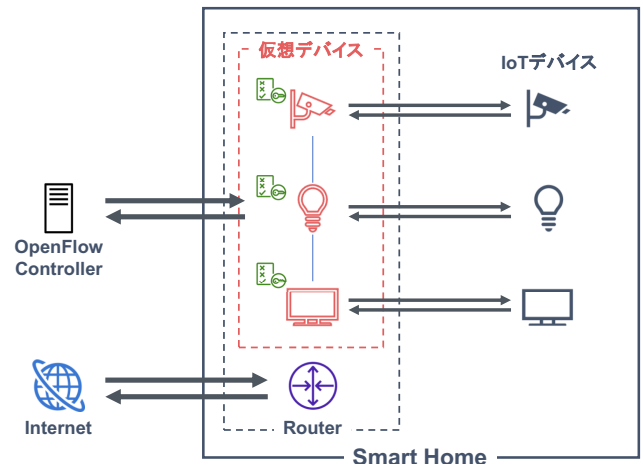 仮想デバイス
IoTデバイス
OpenFlow
Controller
Internet
Router
Smart Home